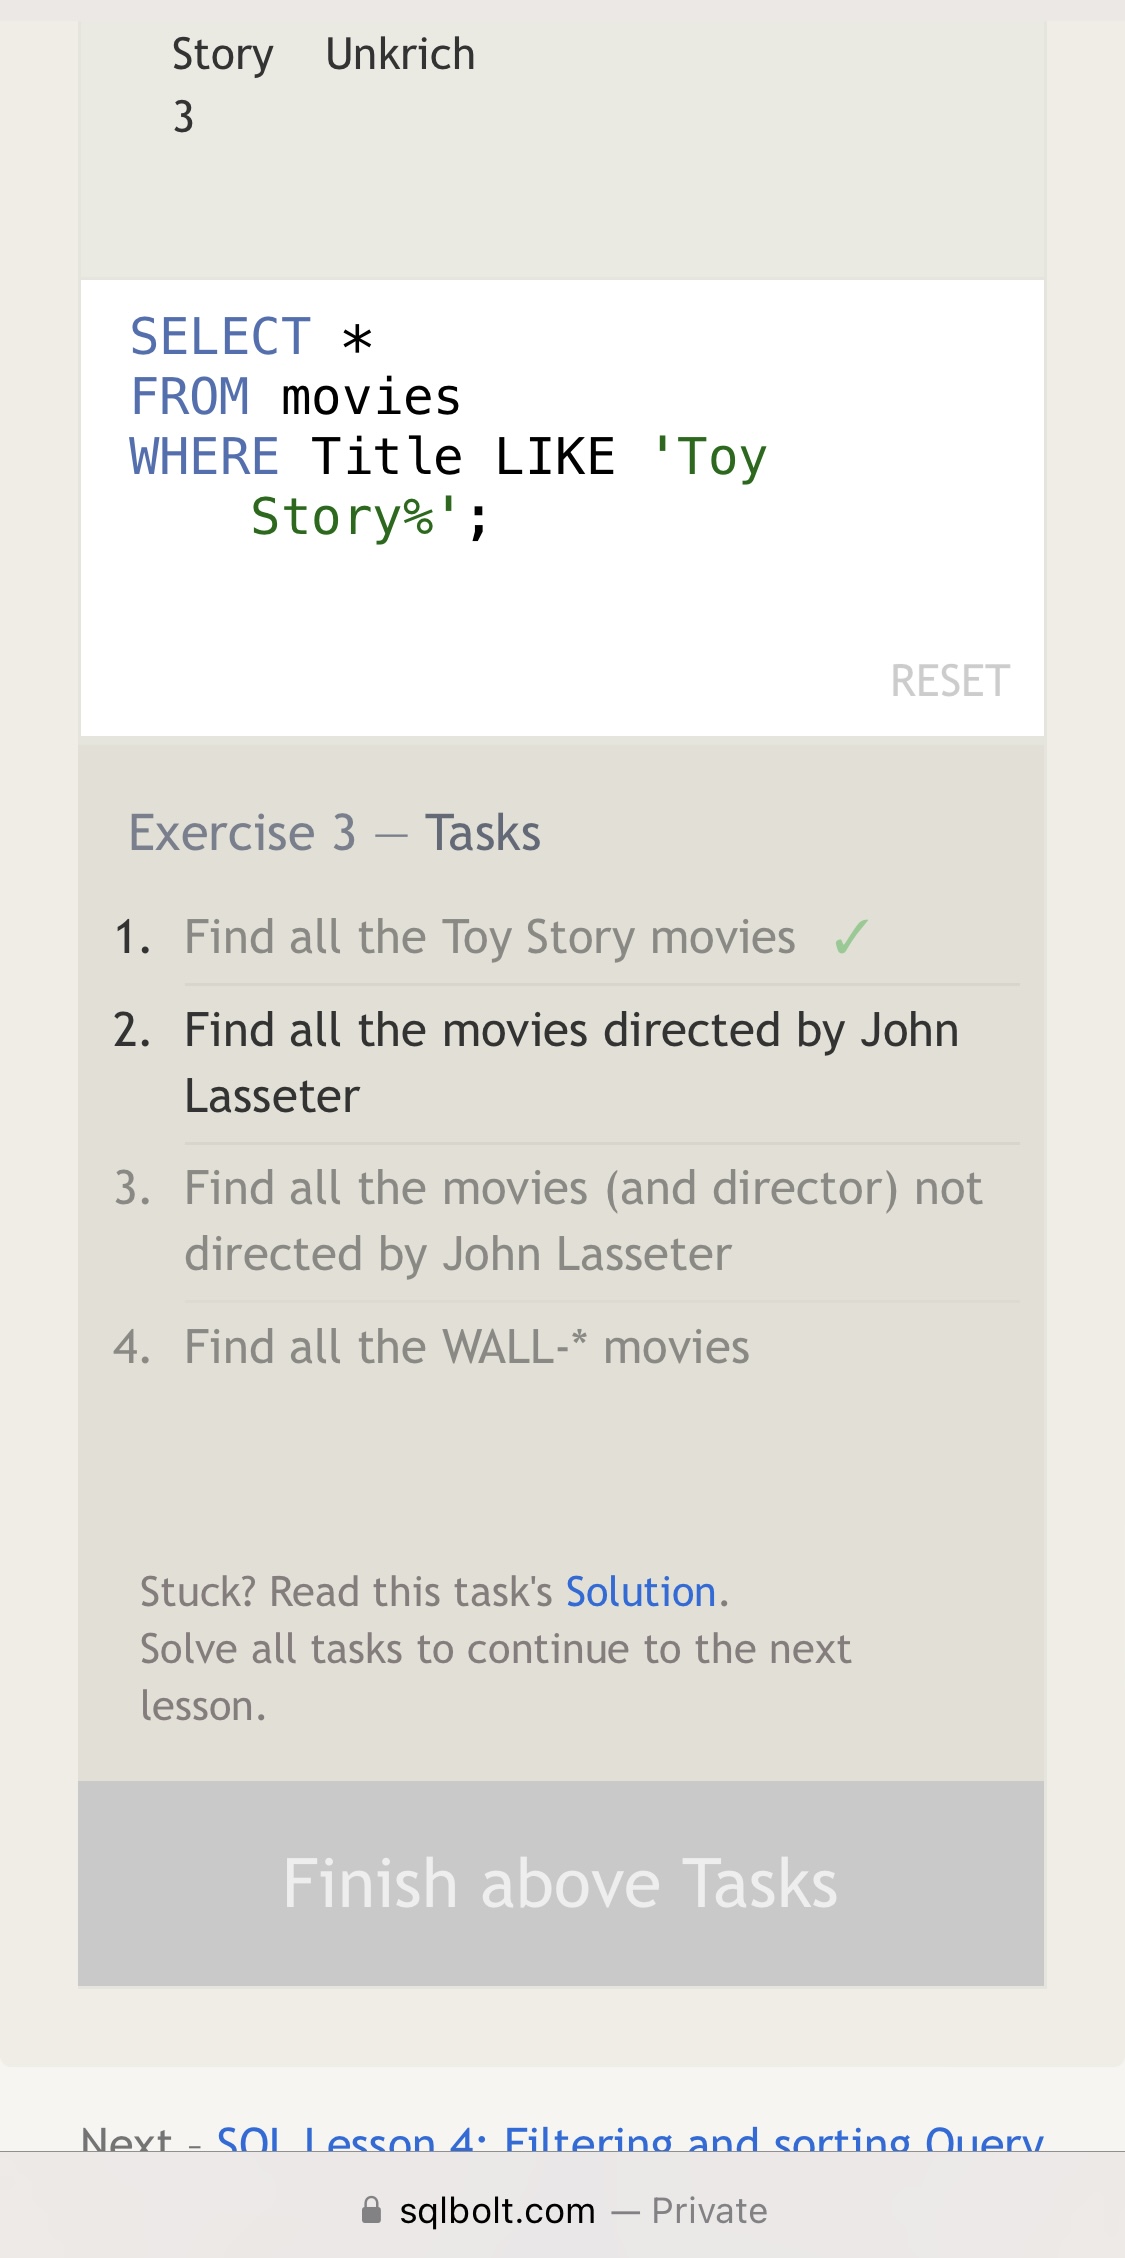 Story Unkrich
3
SELECT *
FROM movies
WHERE Title LIKE 'Toy
Story%';
RESET
Exercise 3 — Tasks
1. Find all the Toy Story movies ✓
2. Find all the movies directed by John
Lasseter
3. Find all the movies (and director) not
directed by John Lasseter
4. Find all the WALL-* movies
Stuck? Read this task's Solution.
Solve all tasks to continue to the next
lesson.
Finish above Tasks
Next - SQL Lesson 4: Filtering and sorting Query
sqlbolt.com — Private